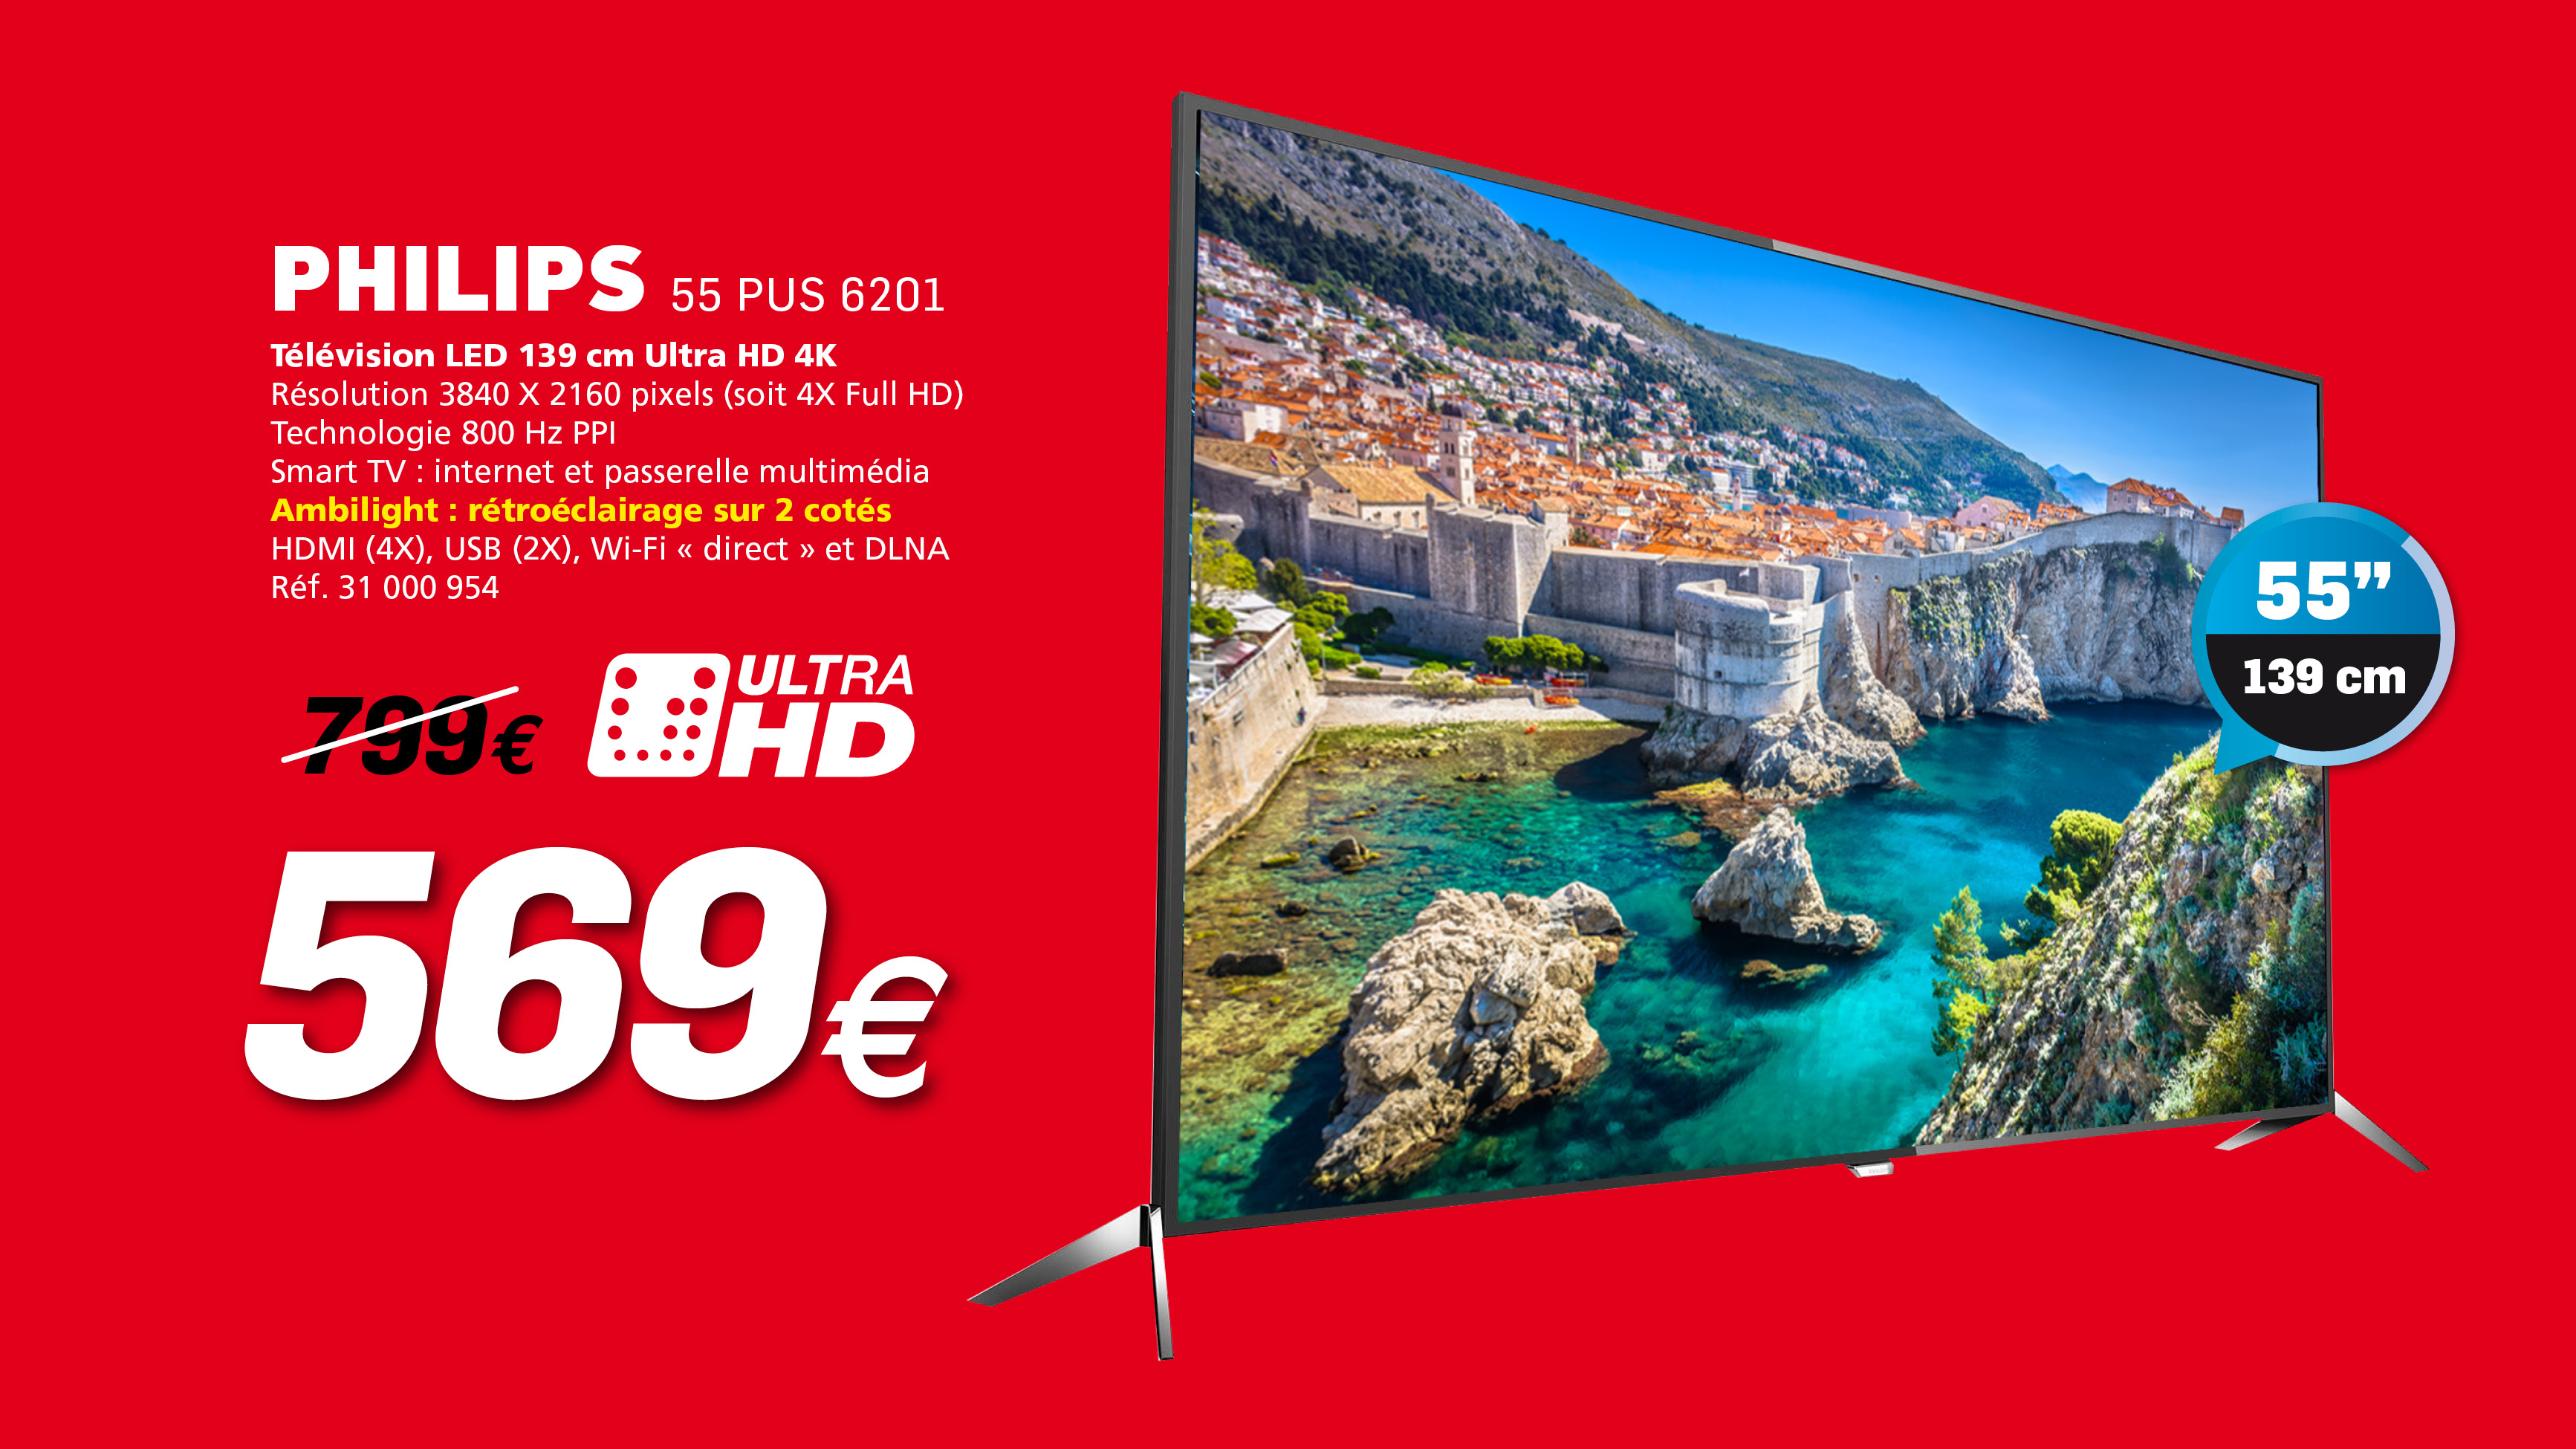 PHILIPS 55 PUS 6201
Télévision LED 139 cm Ultra HD 4K
Résolution 3840 X 2160 pixels (soit 4X Full HD)
Technologie 800 Hz PPI
Smart TV : internet et passerelle multimédia
Ambilight : rétroéclairage sur 2 cotés
HDMI (4X), USB (2X), Wi-Fi « direct » et DLNA
Réf. 31 000 954
799€
ULTRA
HD
569€
55”
139 cm